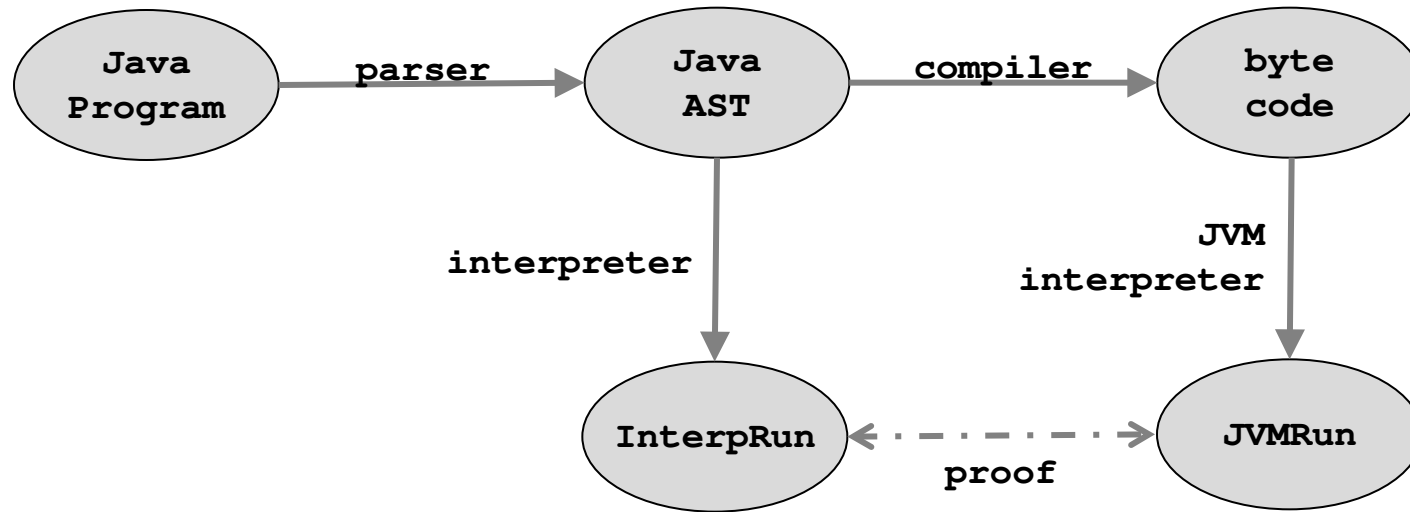 Java
Program
parser
Java
AST
compiler
byte
code
interpreter
JVM
interpreter
InterpRun
proof
JVMRun